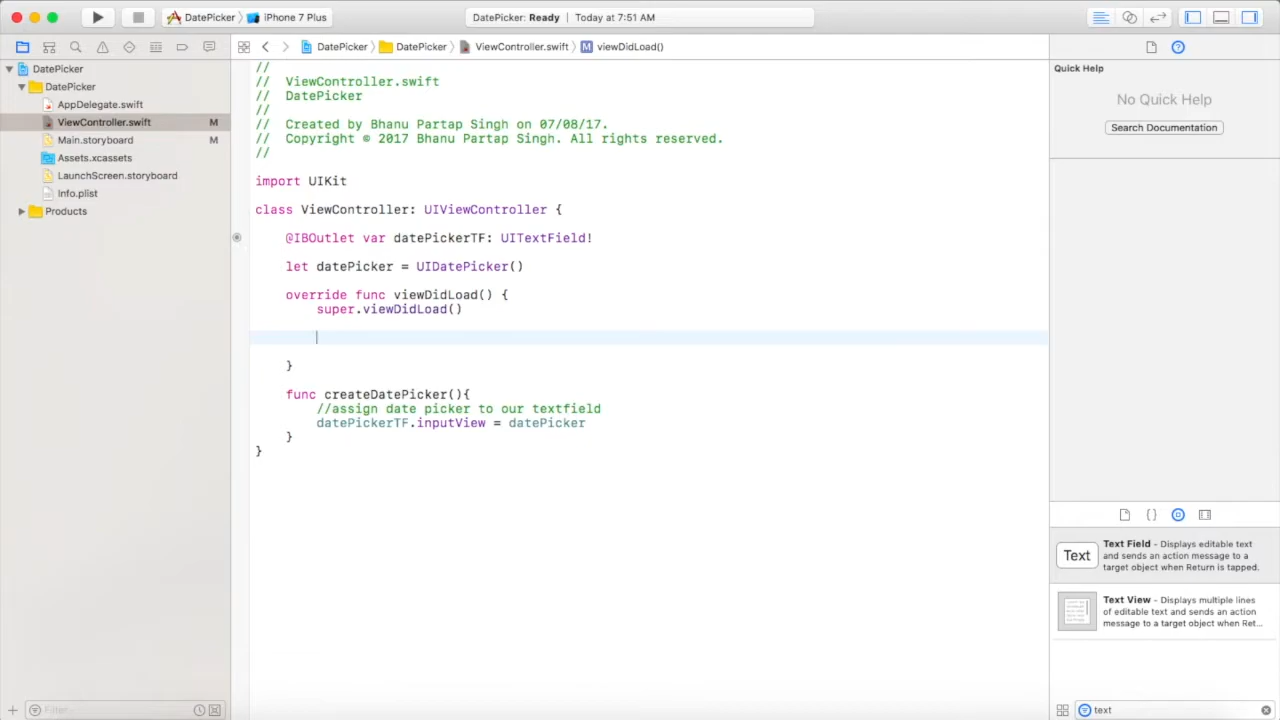 DatePicker
iPhone 7 Plus
DatePicker: Ready | Today at 7:51 AM
DatePicker
DatePicker
ViewController.swift
M viewDidLoad()
DatePicker
DatePicker
AppDelegate.swift
ViewController.swift M
Main.storyboard M
Assets.xcassets
LaunchScreen.storyboard
Info.plist
Products
Filter
//
//  ViewController.swift
//  DatePicker
//
//  Created by Bhanu Partap Singh on 07/08/17.
//  Copyright © 2017 Bhanu Partap Singh. All rights reserved.
//
import UIKit
class ViewController: UIViewController {
@IBOutlet var datePickerTF: UITextField!
let datePicker = UIDatePicker()
override func viewDidLoad() {
super.viewDidLoad()
}
func createDatePicker(){
//assign date picker to our textfield
datePickerTF.inputView = datePicker
}
}
Quick Help
No Quick Help
Search Documentation
{}
Text
Text Field - Displays editable text
and sends an action message to a
target object when Return is tapped.
Text View - Displays multiple lines
of editable text and sends an action
message to a target object when Ret...
text